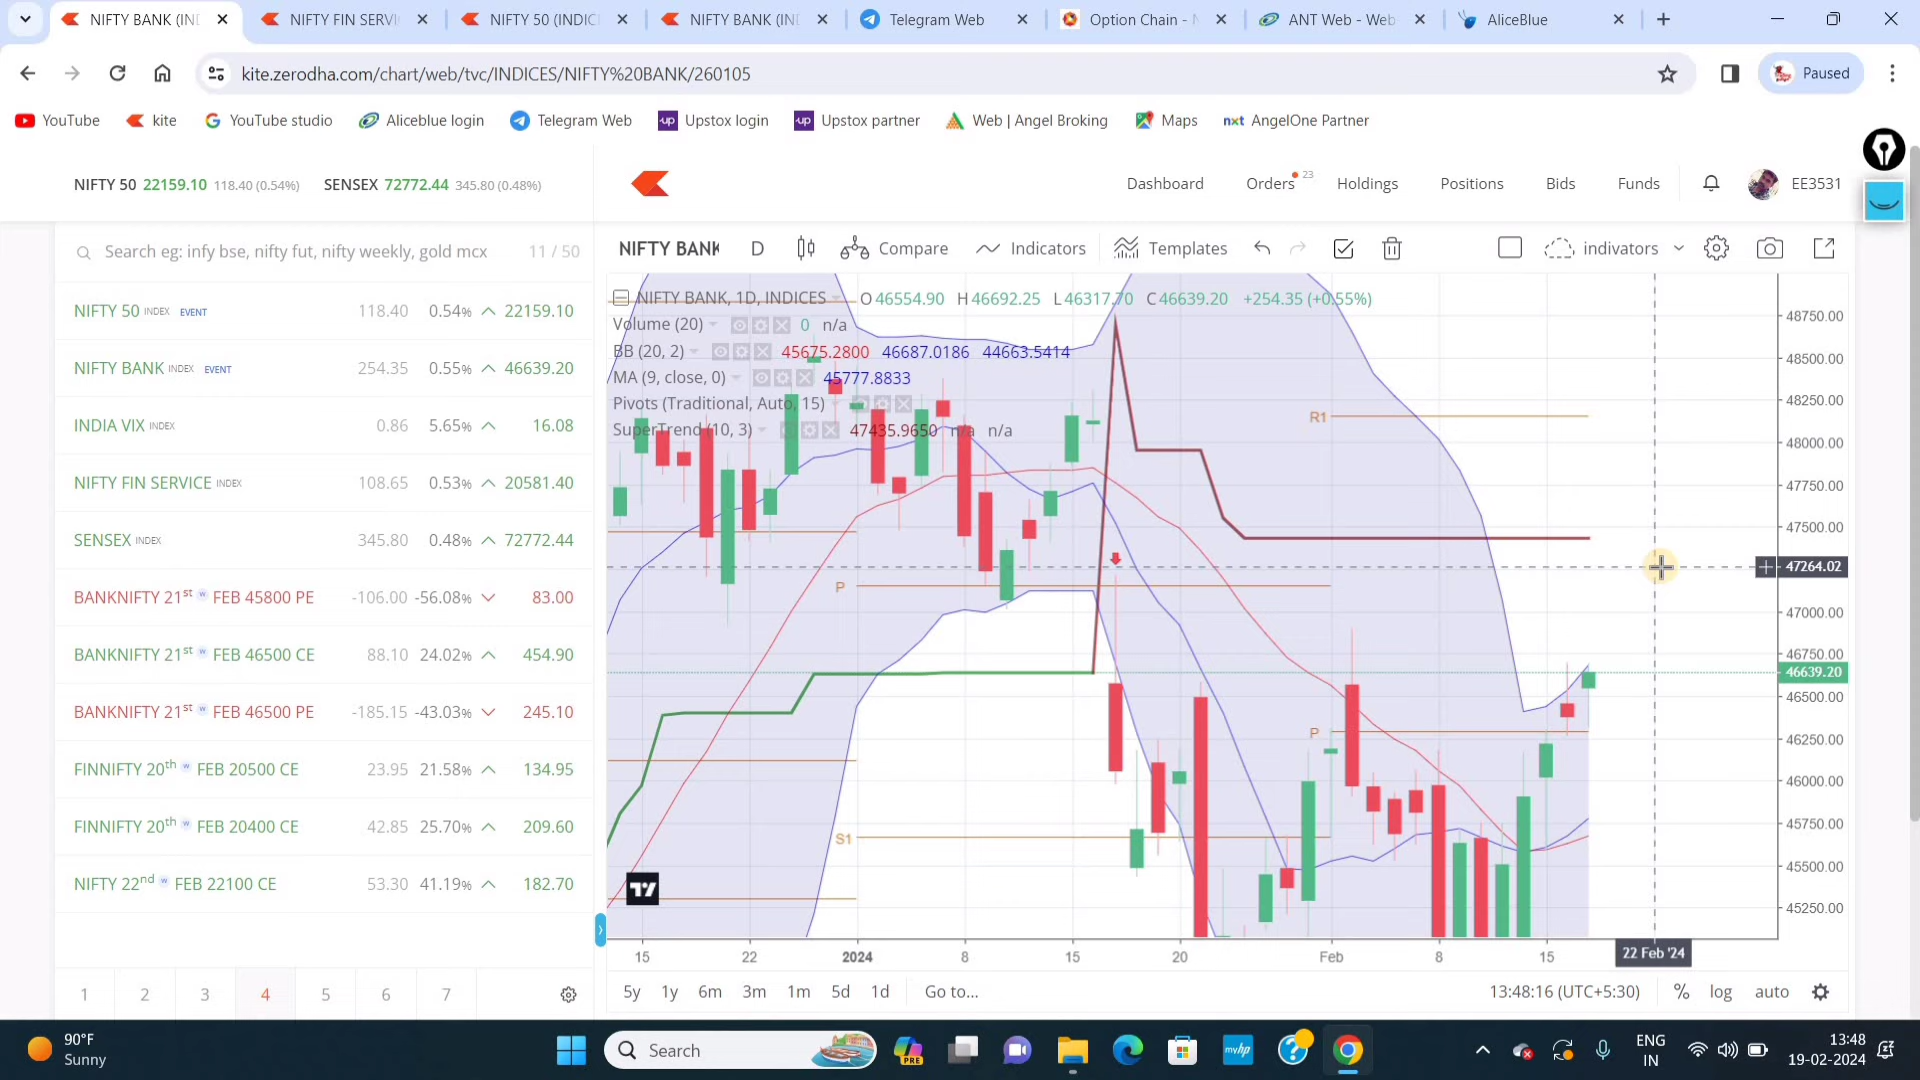 NIFTY BANK (INI
NIFTY FIN SERVI
NIFTY 50 (INDIC
NIFTY BANK (INI
Telegram Web
Option Chain - N
ANT Web - Web
AliceBlue
kite.zerodha.com/chart/web/tvc/INDICES/NIFTY%20BANK/260105
Paused
YouTube
kite
YouTube studio
Aliceblue login
Telegram Web
up Upstox login
up Upstox partner
Web | Angel Broking
Maps
nxt AngelOne Partner
NIFTY 50 22159.10 118.40 (0.54%)
SENSEX 72772.44 345.80 (0.48%)
Dashboard
Orders 23
Holdings
Positions
Bids
Funds
EE3531
Search eg: infy bse, nifty fut, nifty weekly, gold mcx 11 / 50
NIFTY 50 INDEX EVENT 118.40 0.54% 22159.10
NIFTY BANK INDEX EVENT 254.35 0.55% 46639.20
INDIA VIX INDEX 0.86 5.65% 16.08
NIFTY FIN SERVICE INDEX 108.65 0.53% 20581.40
SENSEX INDEX 345.80 0.48% 72772.44
BANKNIFTY 21st w FEB 45800 PE -106.00 -56.08% 83.00
BANKNIFTY 21st w FEB 46500 CE 88.10 24.02% 454.90
BANKNIFTY 21st w FEB 46500 PE -185.15 -43.03% 245.10
FINNIFTY 20th w FEB 20500 CE 23.95 21.58% 134.95
FINNIFTY 20th w FEB 20400 CE 42.85 25.70% 209.60
NIFTY 22nd w FEB 22100 CE 53.30 41.19% 182.70
1 2 3 4 5 6 7
NIFTY BANK D Compare Indicators Templates indivators
NIFTY BANK, 1D, INDICES O 46554.90 H 46692.25 L 46317.70 C 46639.20 +254.35 (+0.55%)
Volume (20) 0 n/a
BB (20, 2) 45675.2800 46687.0186 44663.5414
MA (9, close, 0) 45777.8833
Pivots (Traditional, Auto, 15)
SuperTrend (10, 3) 47435.9650 n/a n/a
R1
P
P
S1
48750.00
48500.00
48250.00
48000.00
47750.00
47500.00
47264.02
47000.00
46750.00
46639.20
46500.00
46250.00
46000.00
45750.00
45500.00
45250.00
15 22 2024 8 15 20 Feb 8 15 22 Feb '24
5y 1y 6m 3m 1m 5d 1d Go to... 13:48:16 (UTC+5:30) % log auto
90°F
Sunny
Search
PRE
myhp
ENG
IN
13:48
19-02-2024